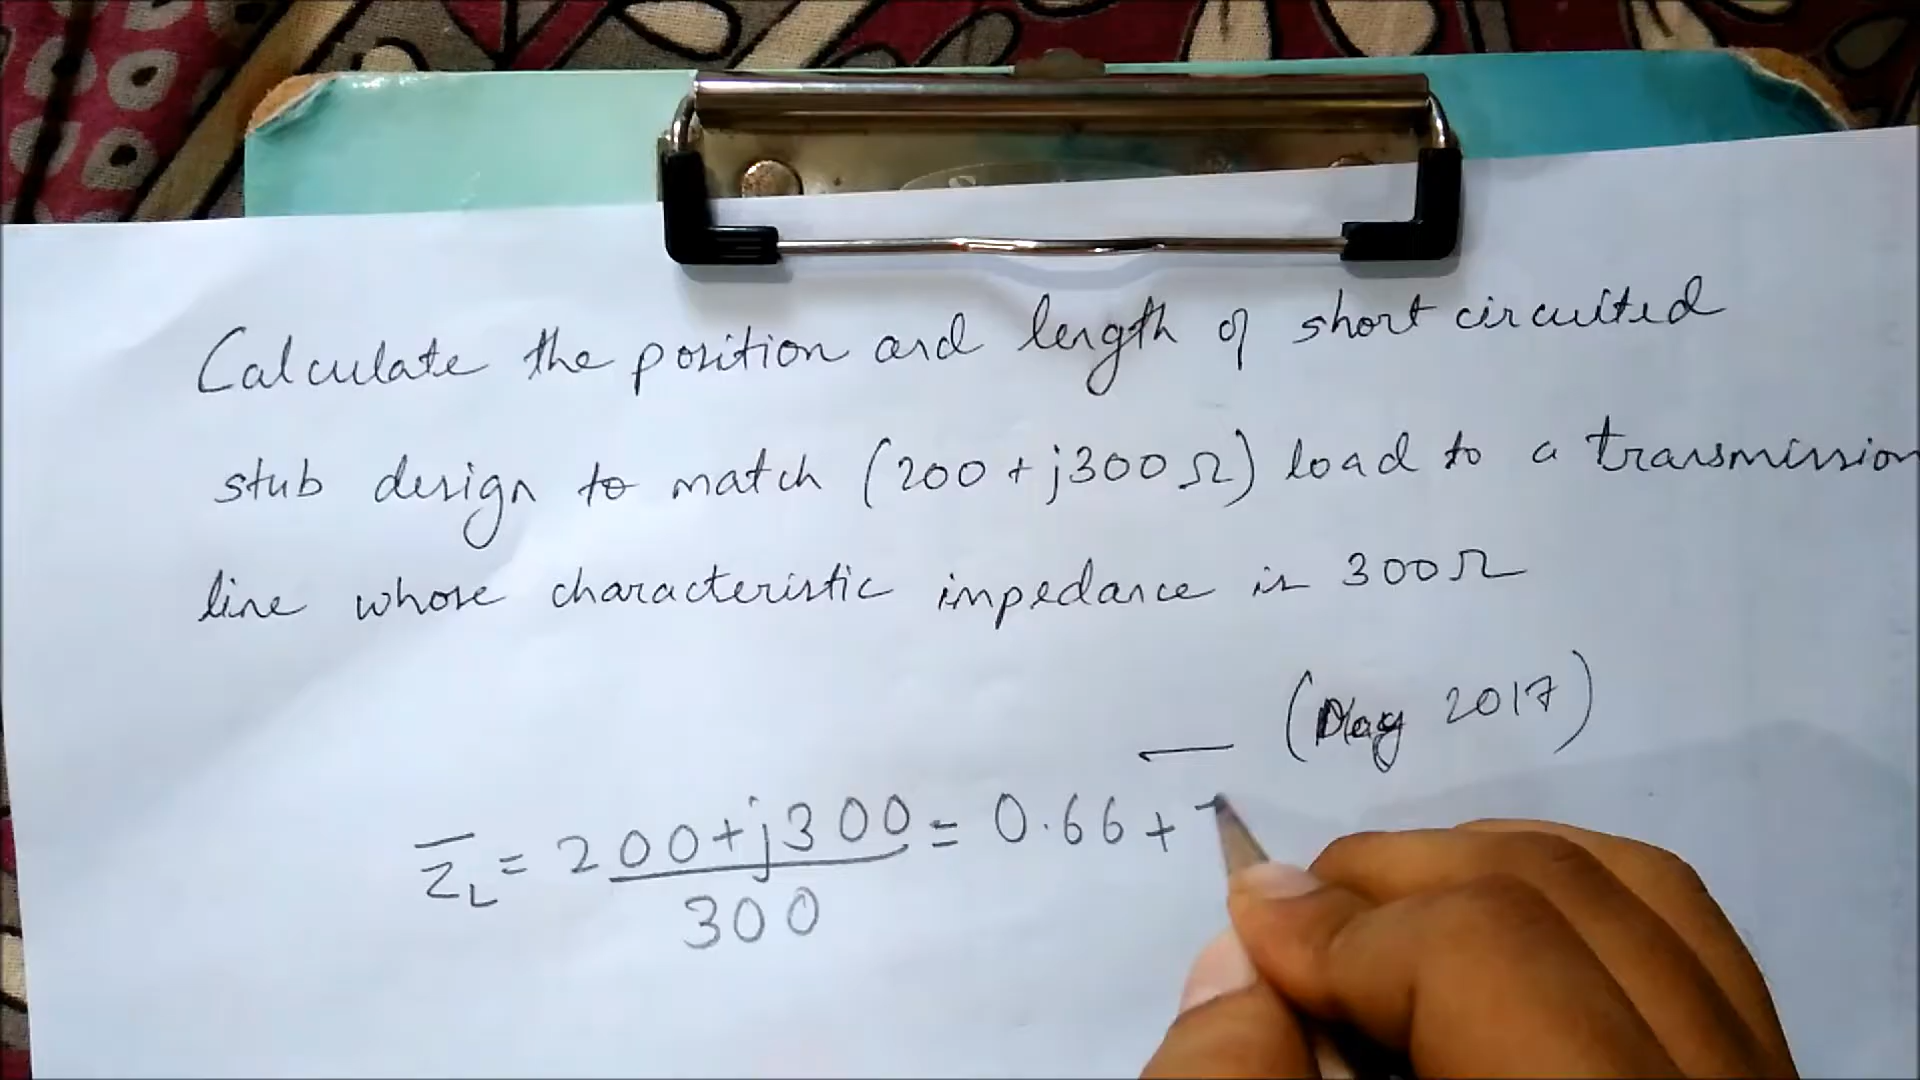 Calculate the position and length of short circuited
stub design to match (200 + j300 Ω) load to a transmission
line whose characteristic impedance is 300Ω
— (May 2017)
z̄L = 200+j300 = 0.66 +
300